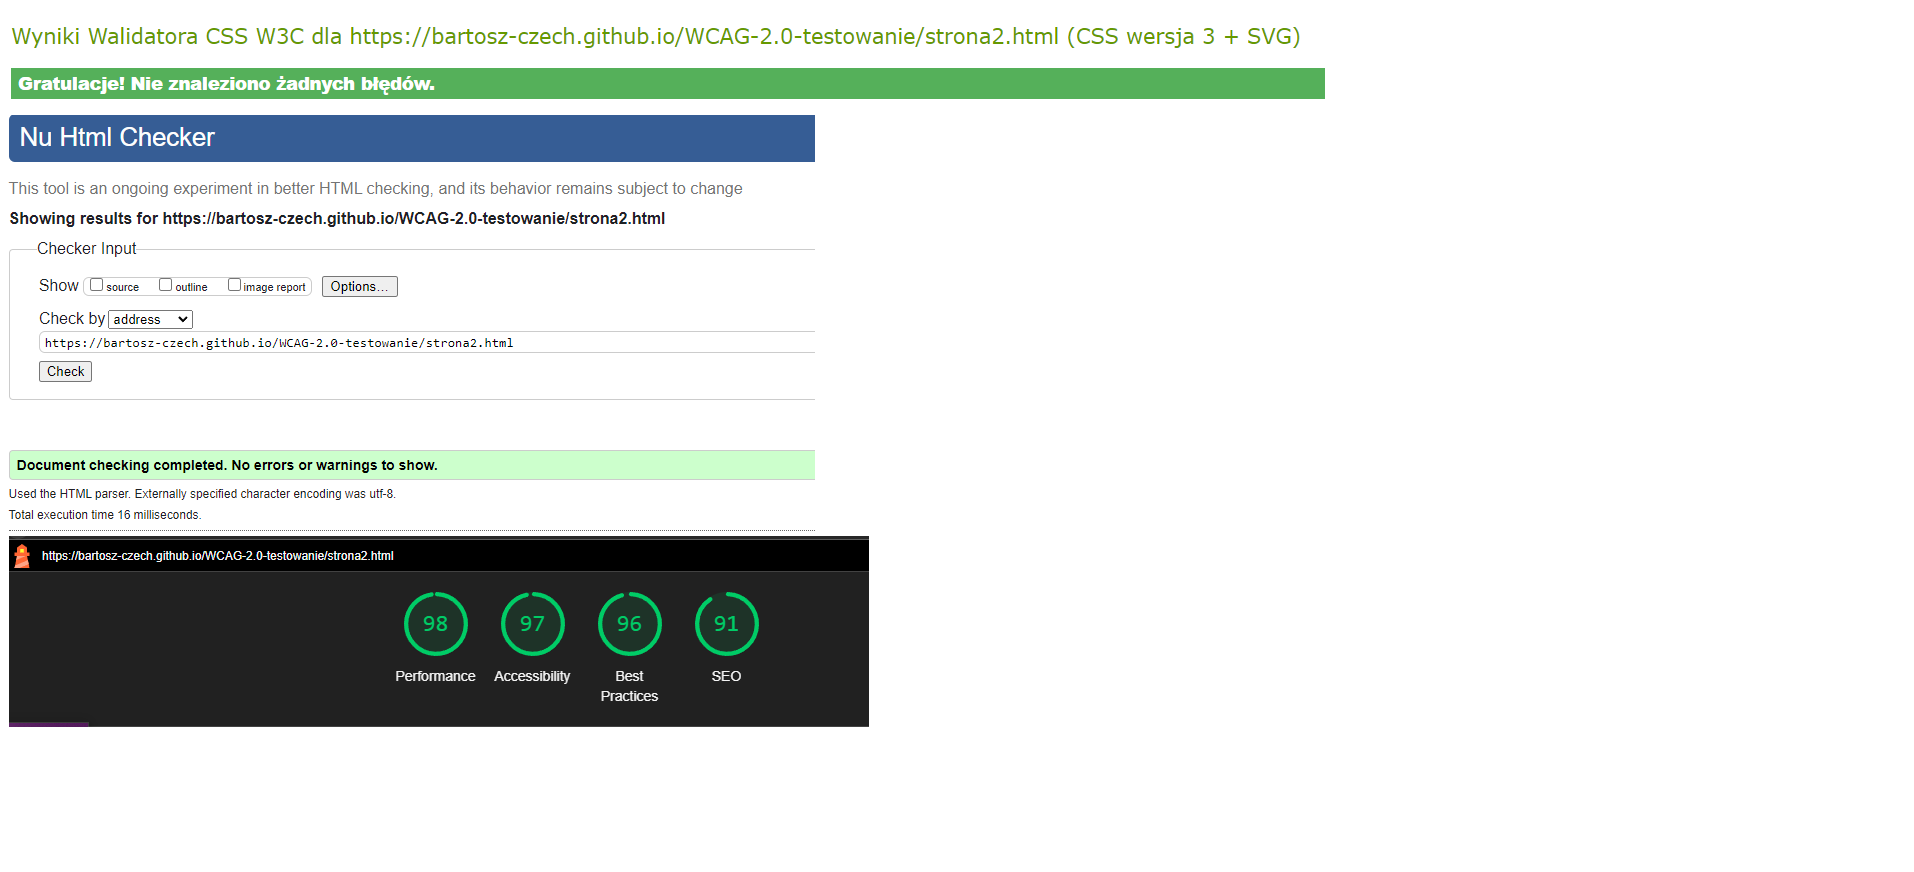 Wyniki Walidatora CSS W3C dla https://bartosz-czech.github.io/WCAG-2.0-testowanie/strona2.html (CSS wersja 3 + SVG)
Gratulacje! Nie znaleziono żadnych błędów.
Nu Html Checker
This tool is an ongoing experiment in better HTML checking, and its behavior remains subject to change
Showing results for https://bartosz-czech.github.io/WCAG-2.0-testowanie/strona2.html
Checker Input
Show source outline image report Options...
Check by address
https://bartosz-czech.github.io/WCAG-2.0-testowanie/strona2.html
Check
Document checking completed. No errors or warnings to show.
Used the HTML parser. Externally specified character encoding was utf-8.
Total execution time 16 milliseconds.
https://bartosz-czech.github.io/WCAG-2.0-testowanie/strona2.html
98 97 96 91
Performance Accessibility Best Practices SEO